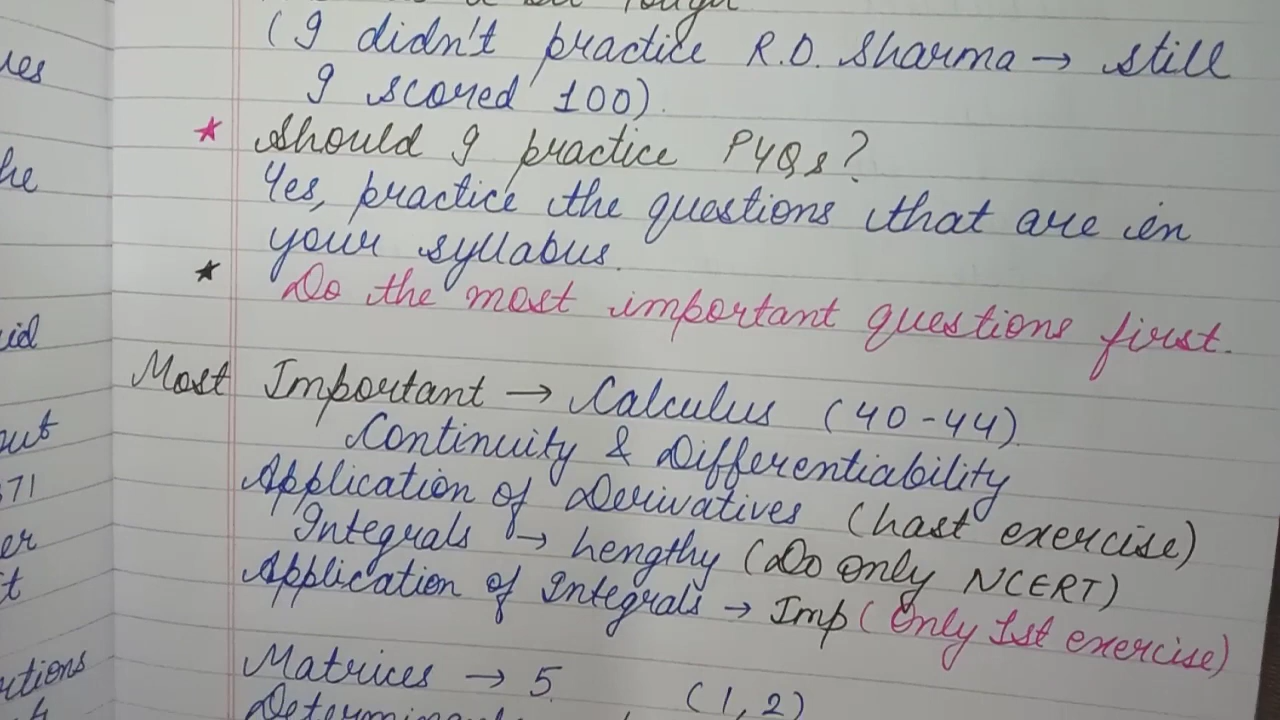 (I didn't practice R.D. Sharma → still
I scored 100).
★ Should I practice PYQs?
Yes, practice the questions that are in
your syllabus.
★ Do the most important questions first.
Most Important → Calculus (40-44)
Continuity & Differentiability
Application of Derivatives (Last exercise)
Integrals → Lengthy (Do only NCERT)
Application of Integrals → Imp (Only 1st exercise)
Matrices → 5 (1, 2)